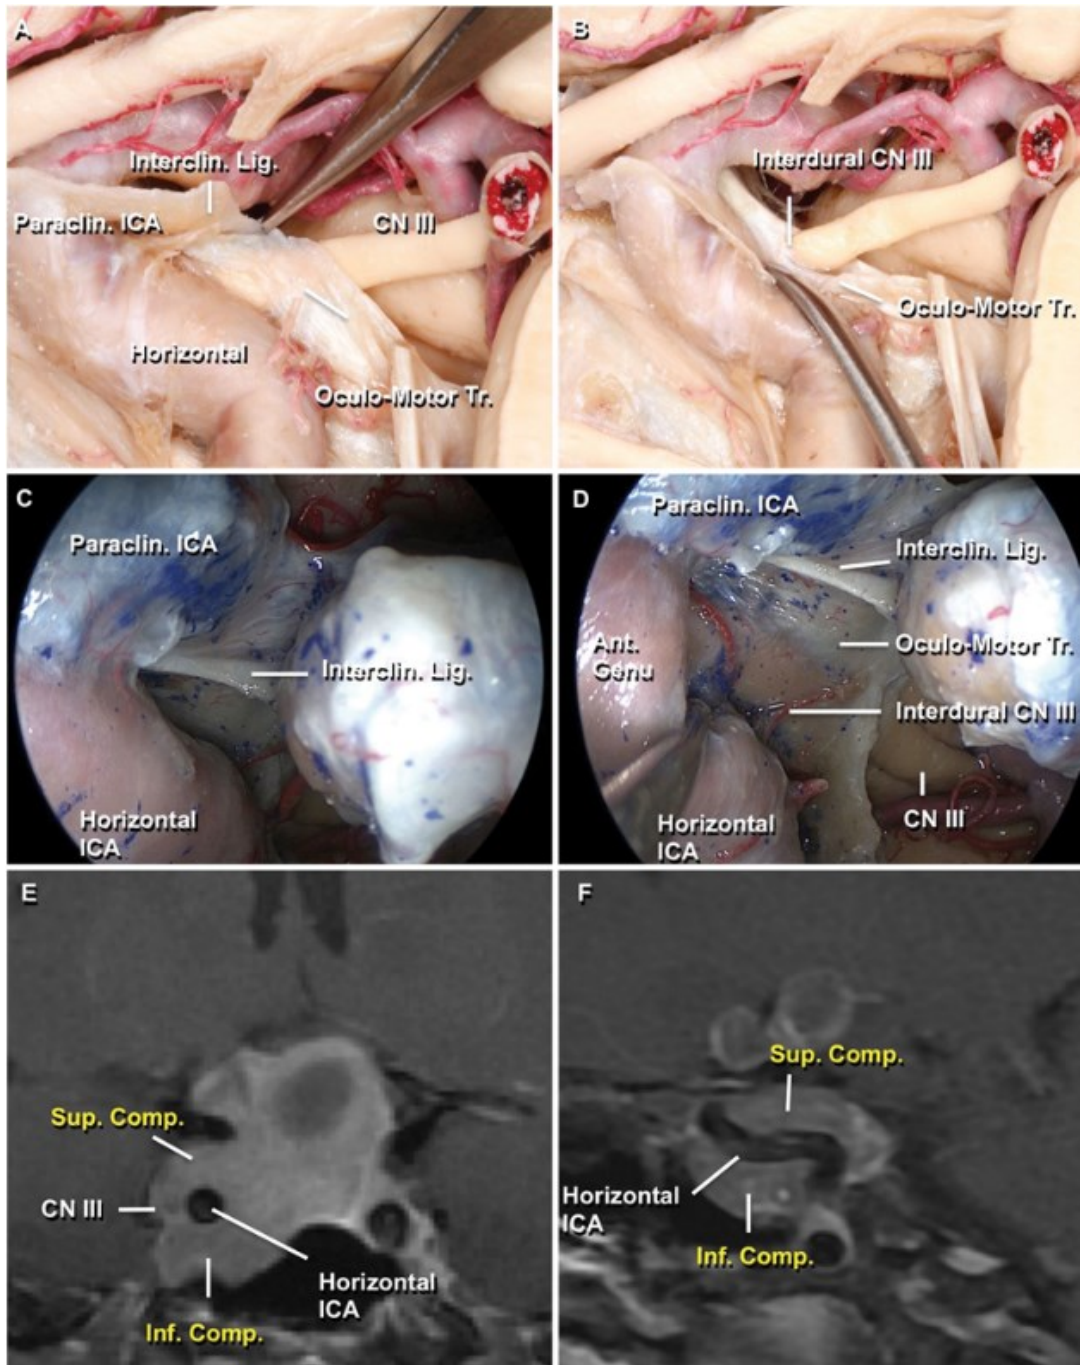 A
Interclin. Lig.
Paraclin. ICA
CN III
Horizontal
Oculo-Motor Tr.
B
Interdural CN III
Oculo-Motor Tr.
C
Paraclin. ICA
Interclin. Lig.
Horizontal
ICA
D
Paraclin. ICA
Interclin. Lig.
Oculo-Motor Tr.
Ant.
Genu
Interdural CN III
CN III
Horizontal
ICA
E
Sup. Comp.
CN III
Horizontal
ICA
Inf. Comp.
F
Sup. Comp.
Horizontal
ICA
Inf. Comp.